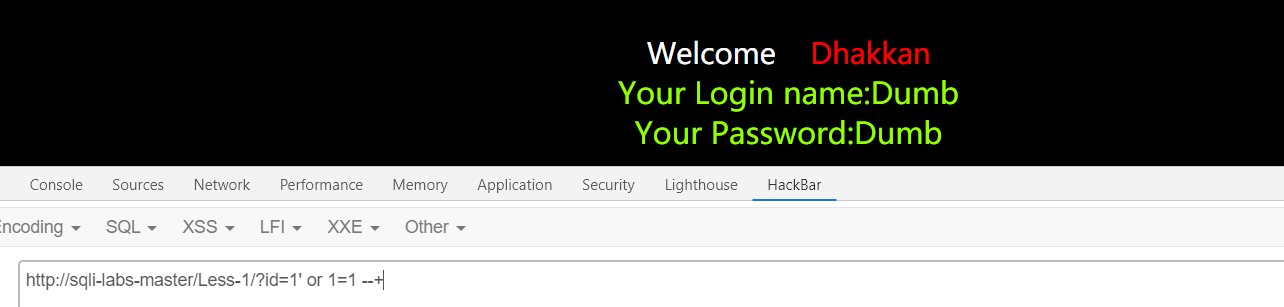 Welcome Dhakkan
Your Login name:Dumb
Your Password:Dumb
Console Sources Network Performance Memory Application Security Lighthouse HackBar
SQL XSS LFI XXE Other
http://sqli-labs-master/Less-1/?id=1' or 1=1 --+